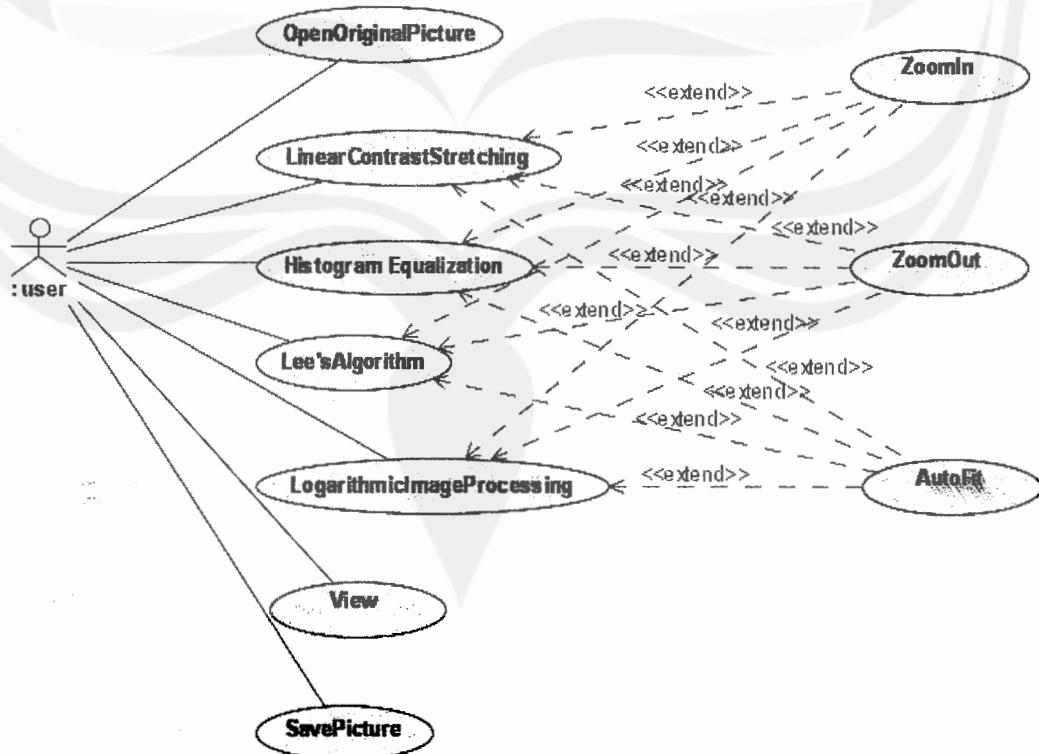 OpenOriginalPicture
ZoomIn
<<extend>>
LinearContrastStretching
<<extend>>
<<extend>>
<<extend>>
<<extend>>
: user
Histogram Equalization
<<extend>>
ZoomOut
<<extend>>
<<extend>>
Lee'sAlgorithm
<<extend>>
<<extend>>
<<extend>>
LogarithmicImageProcessing
<<extend>>
AutoFit
View
SavePicture